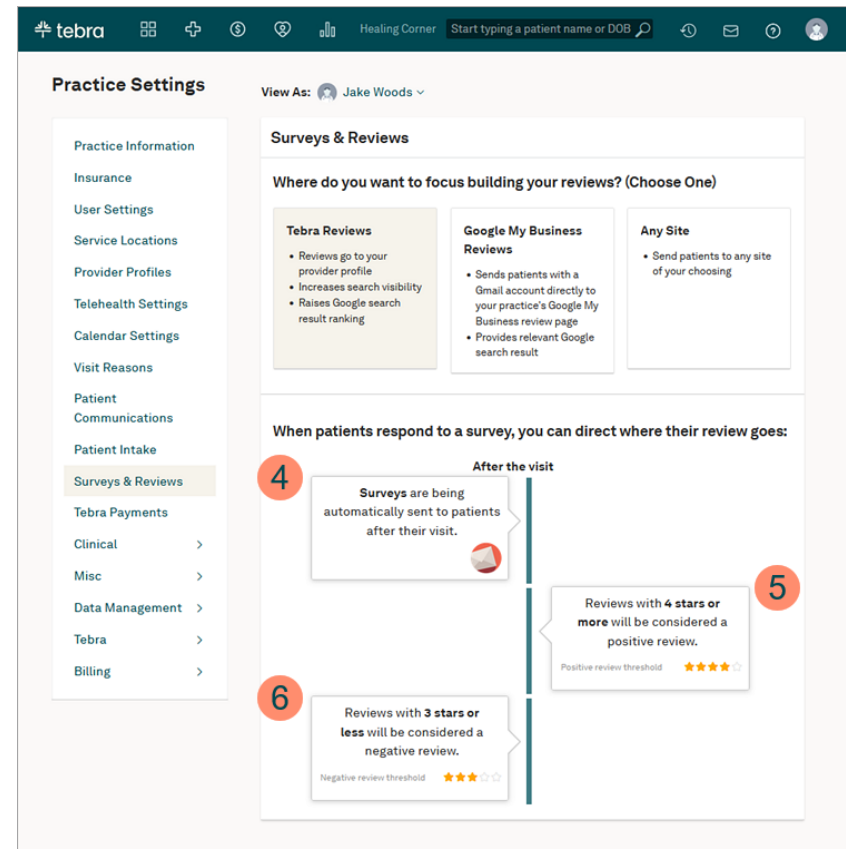 tebra
Healing Corner
Start typing a patient name or DOB
Practice Settings
View As: Jake Woods
Practice Information
Insurance
User Settings
Service Locations
Provider Profiles
Telehealth Settings
Calendar Settings
Visit Reasons
Patient
Communications
Patient Intake
Surveys & Reviews
Tebra Payments
Clinical
Misc
Data Management
Tebra
Billing
Surveys & Reviews
Where do you want to focus building your reviews? (Choose One)
Tebra Reviews
• Reviews go to your
provider profile
• Increases search visibility
• Raises Google search
result ranking
Google My Business
Reviews
• Sends patients with a
Gmail account directly to
your practice's Google My
Business review page
• Provides relevant Google
search result
Any Site
• Send patients to any site
of your choosing
When patients respond to a survey, you can direct where their review goes:
After the visit
4
Surveys are being
automatically sent to patients
after their visit.
5
Reviews with 4 stars or
more will be considered a
positive review.
Positive review threshold
6
Reviews with 3 stars or
less will be considered a
negative review.
Negative review threshold